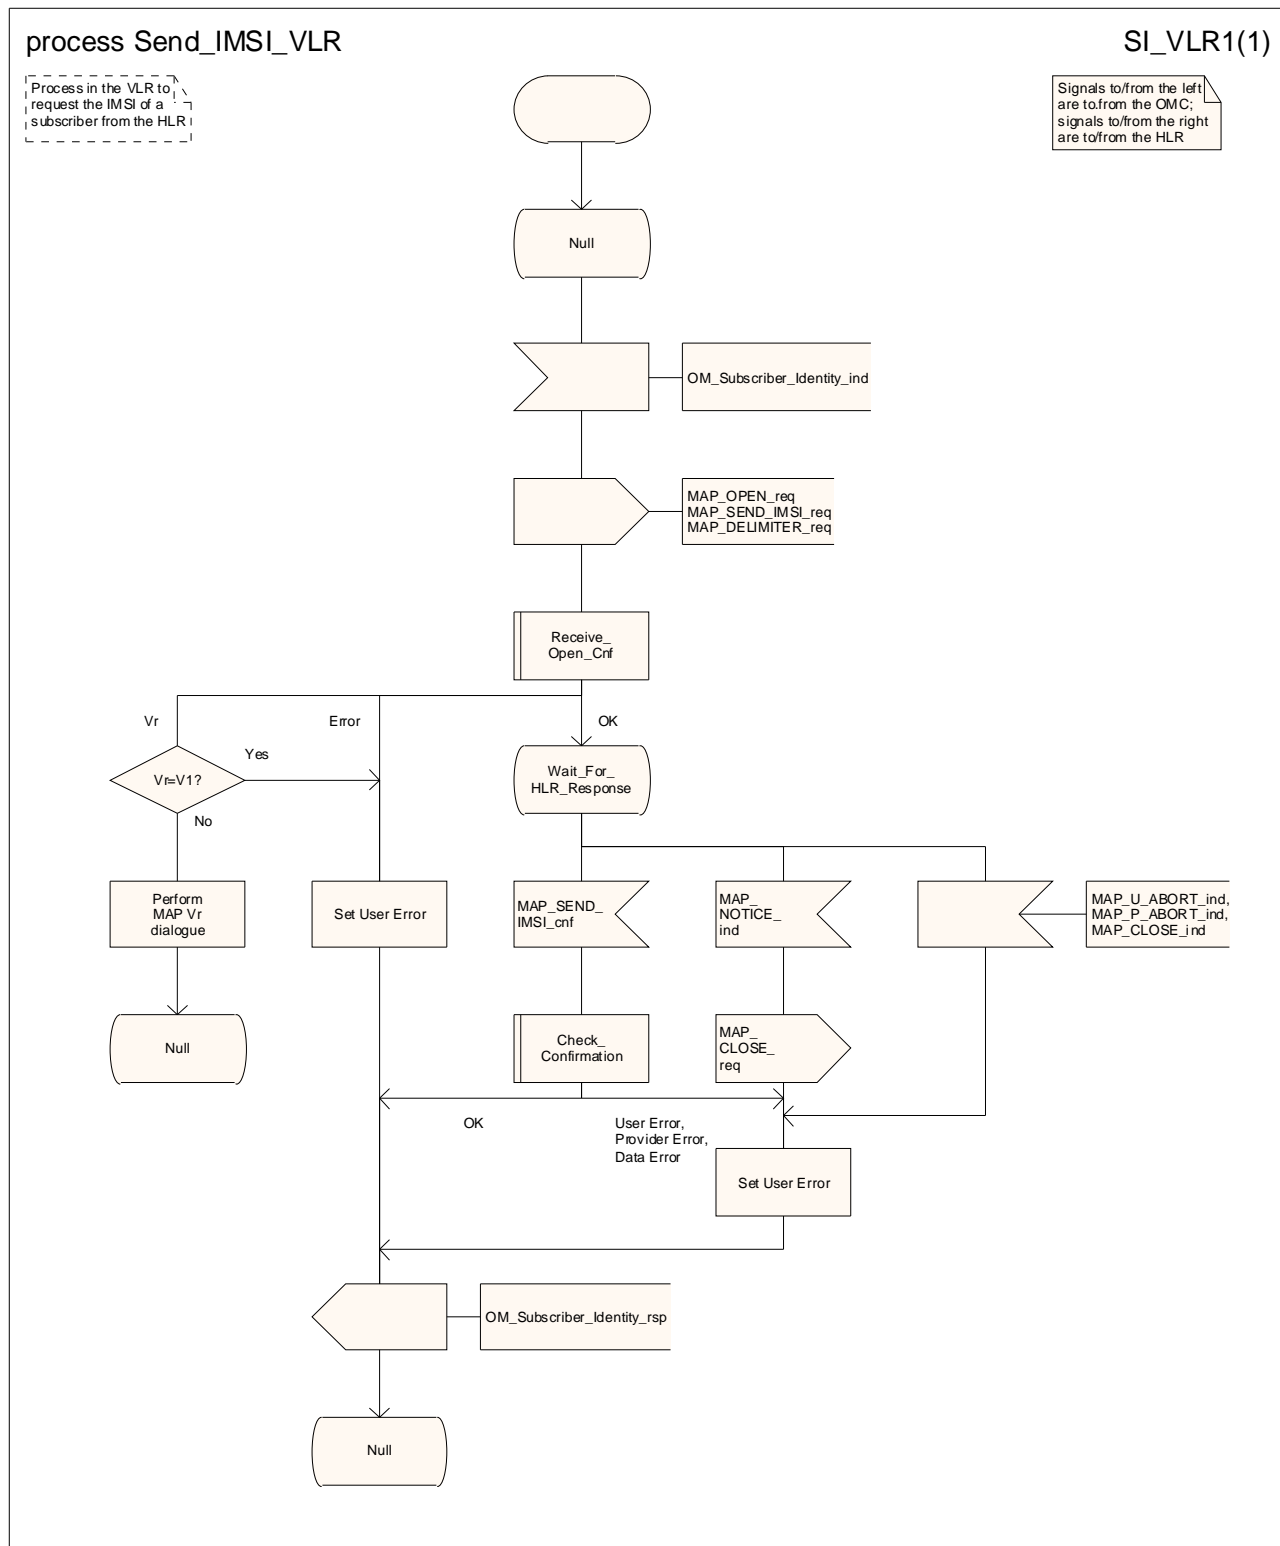 process Send_IMSI_VLR
SI_VLR1(1)
Process in the VLR to
request the IMSI of a
subscriber from the HLR
Signals to/from the left
are to.from the OMC;
signals to/from the right
are to/from the HLR
Null
OM_Subscriber_Identity_ind
MAP_OPEN_req
MAP_SEND_IMSI_req
MAP_DELIMITER_req
Receive_
Open_Cnf
Vr
Error
OK
Yes
Vr=V1?
Wait_For_
HLR_Response
No
Perform
MAP Vr
dialogue
Set User Error
MAP_SEND_
IMSI_cnf
MAP_
NOTICE_
ind
MAP_U_ABORT_ind,
MAP_P_ABORT_ind,
MAP_CLOSE_ind
Null
Check_
Confirmation
MAP_
CLOSE_
req
OK
User Error,
Provider Error,
Data Error
Set User Error
OM_Subscriber_Identity_rsp
Null